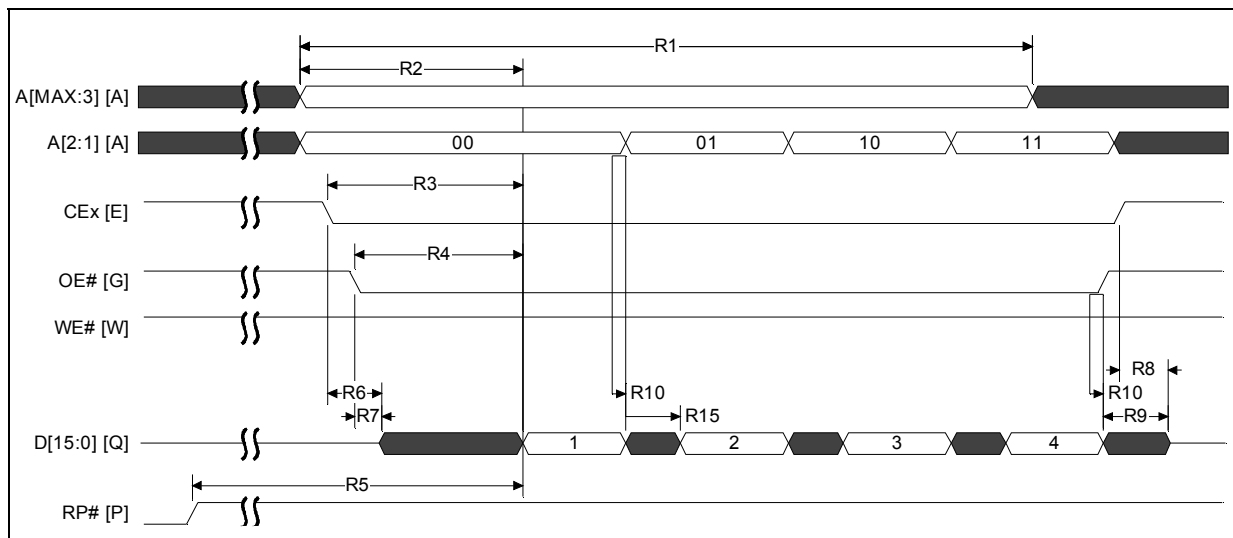 R1
R2
A[MAX:3] [A]
A[2:1] [A] 00 01 10 11
R3
CEx [E]
R4
OE# [G]
WE# [W]
R8
R6 R10 R10
R7 R15 R9
D[15:0] [Q] 1 2 3 4
R5
RP# [P]